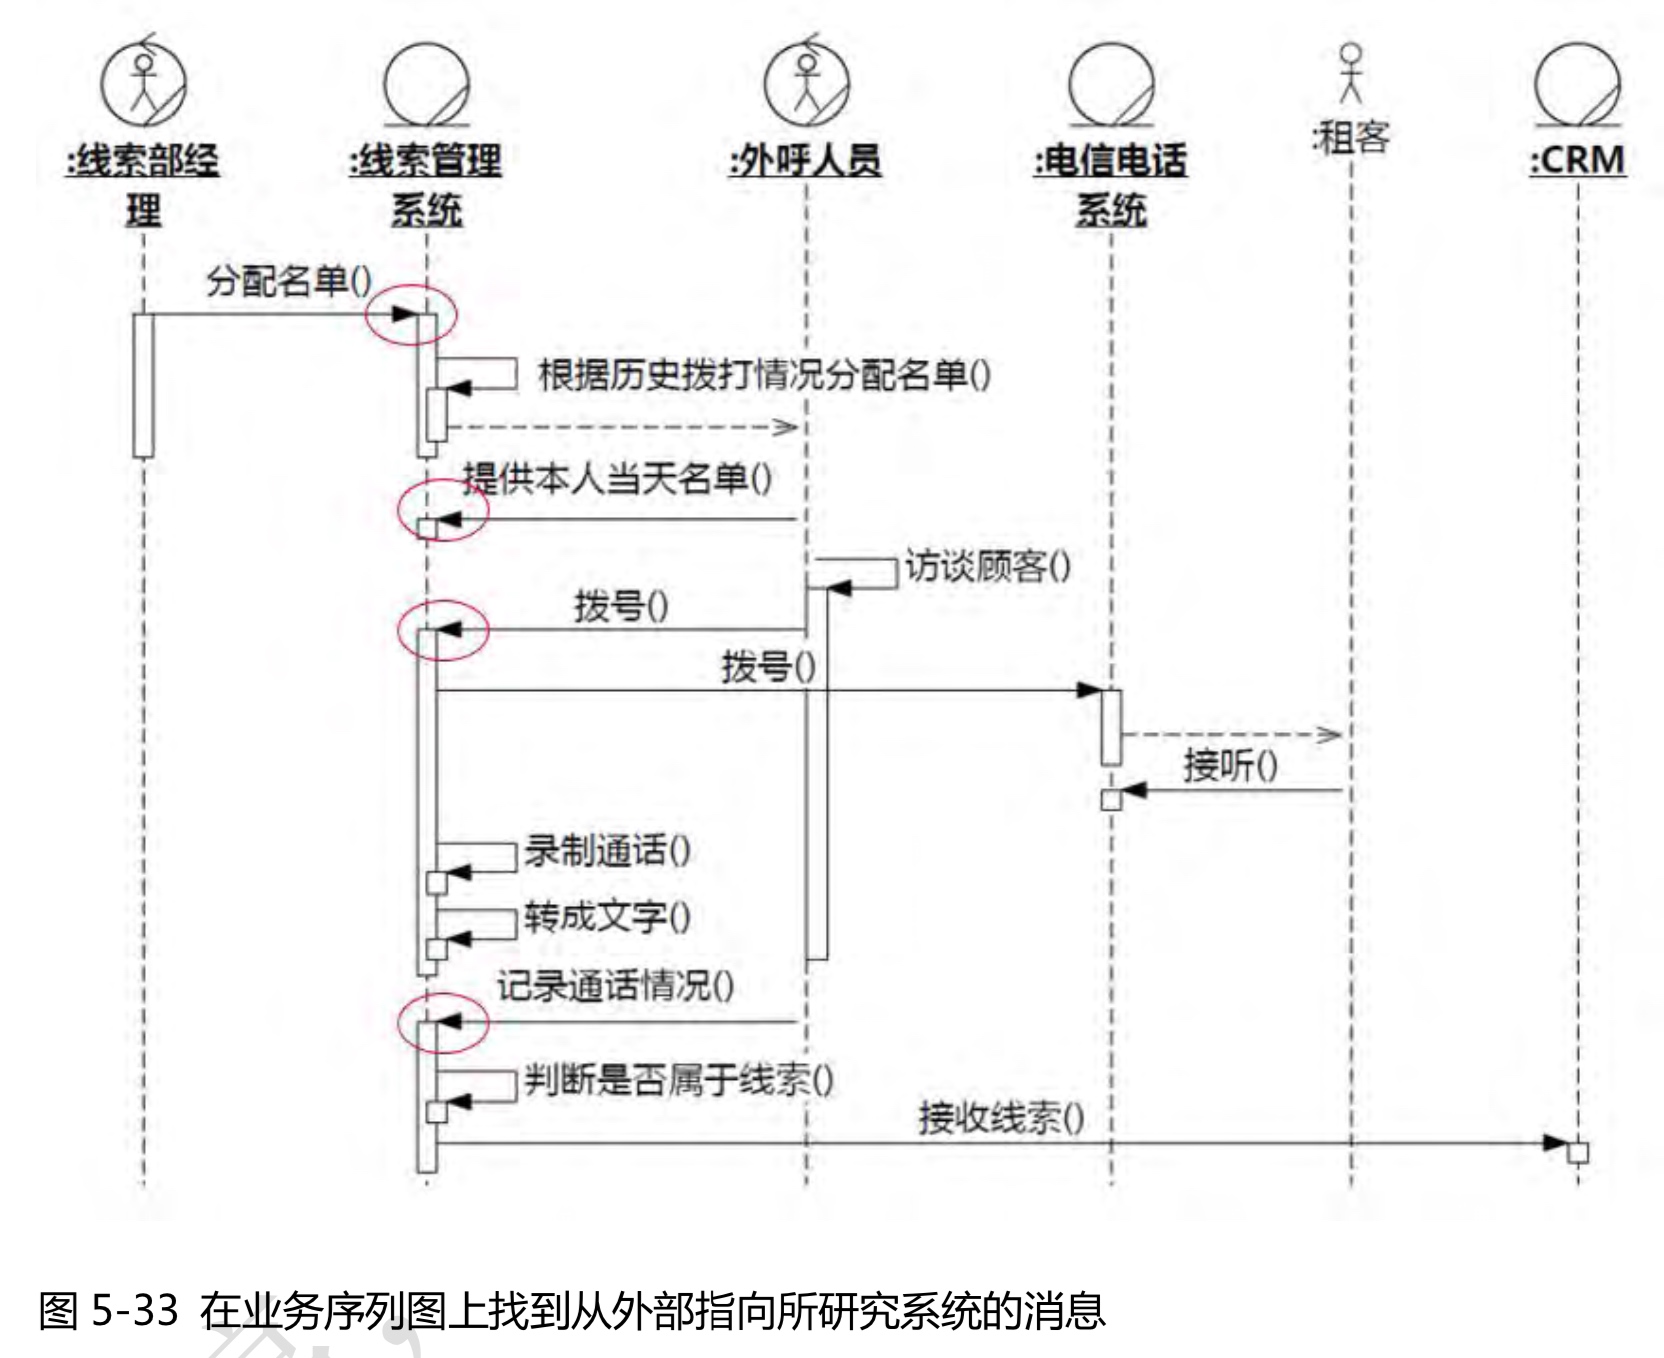 :线索部经
理
:线索管理
系统
:外呼人员
:电信电话
系统
:租客
:CRM
分配名单()
根据历史拨打情况分配名单()
提供本人当天名单()
访谈顾客()
拨号()
拨号()
接听()
录制通话()
转成文字()
记录通话情况()
判断是否属于线索()
接收线索()
图 5-33 在业务序列图上找到从外部指向所研究系统的消息